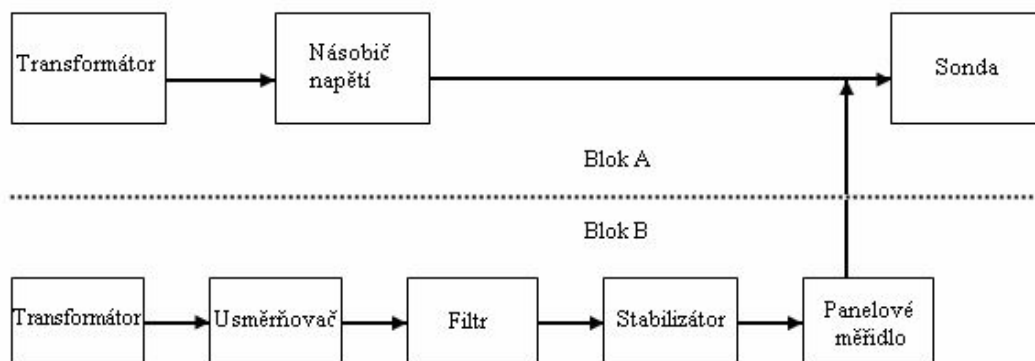 Transformátor
Násobič
napětí
Sonda
Blok A
Blok B
Transformátor
Usměrňovač
Filtr
Stabilizátor
Panelové
měřidlo